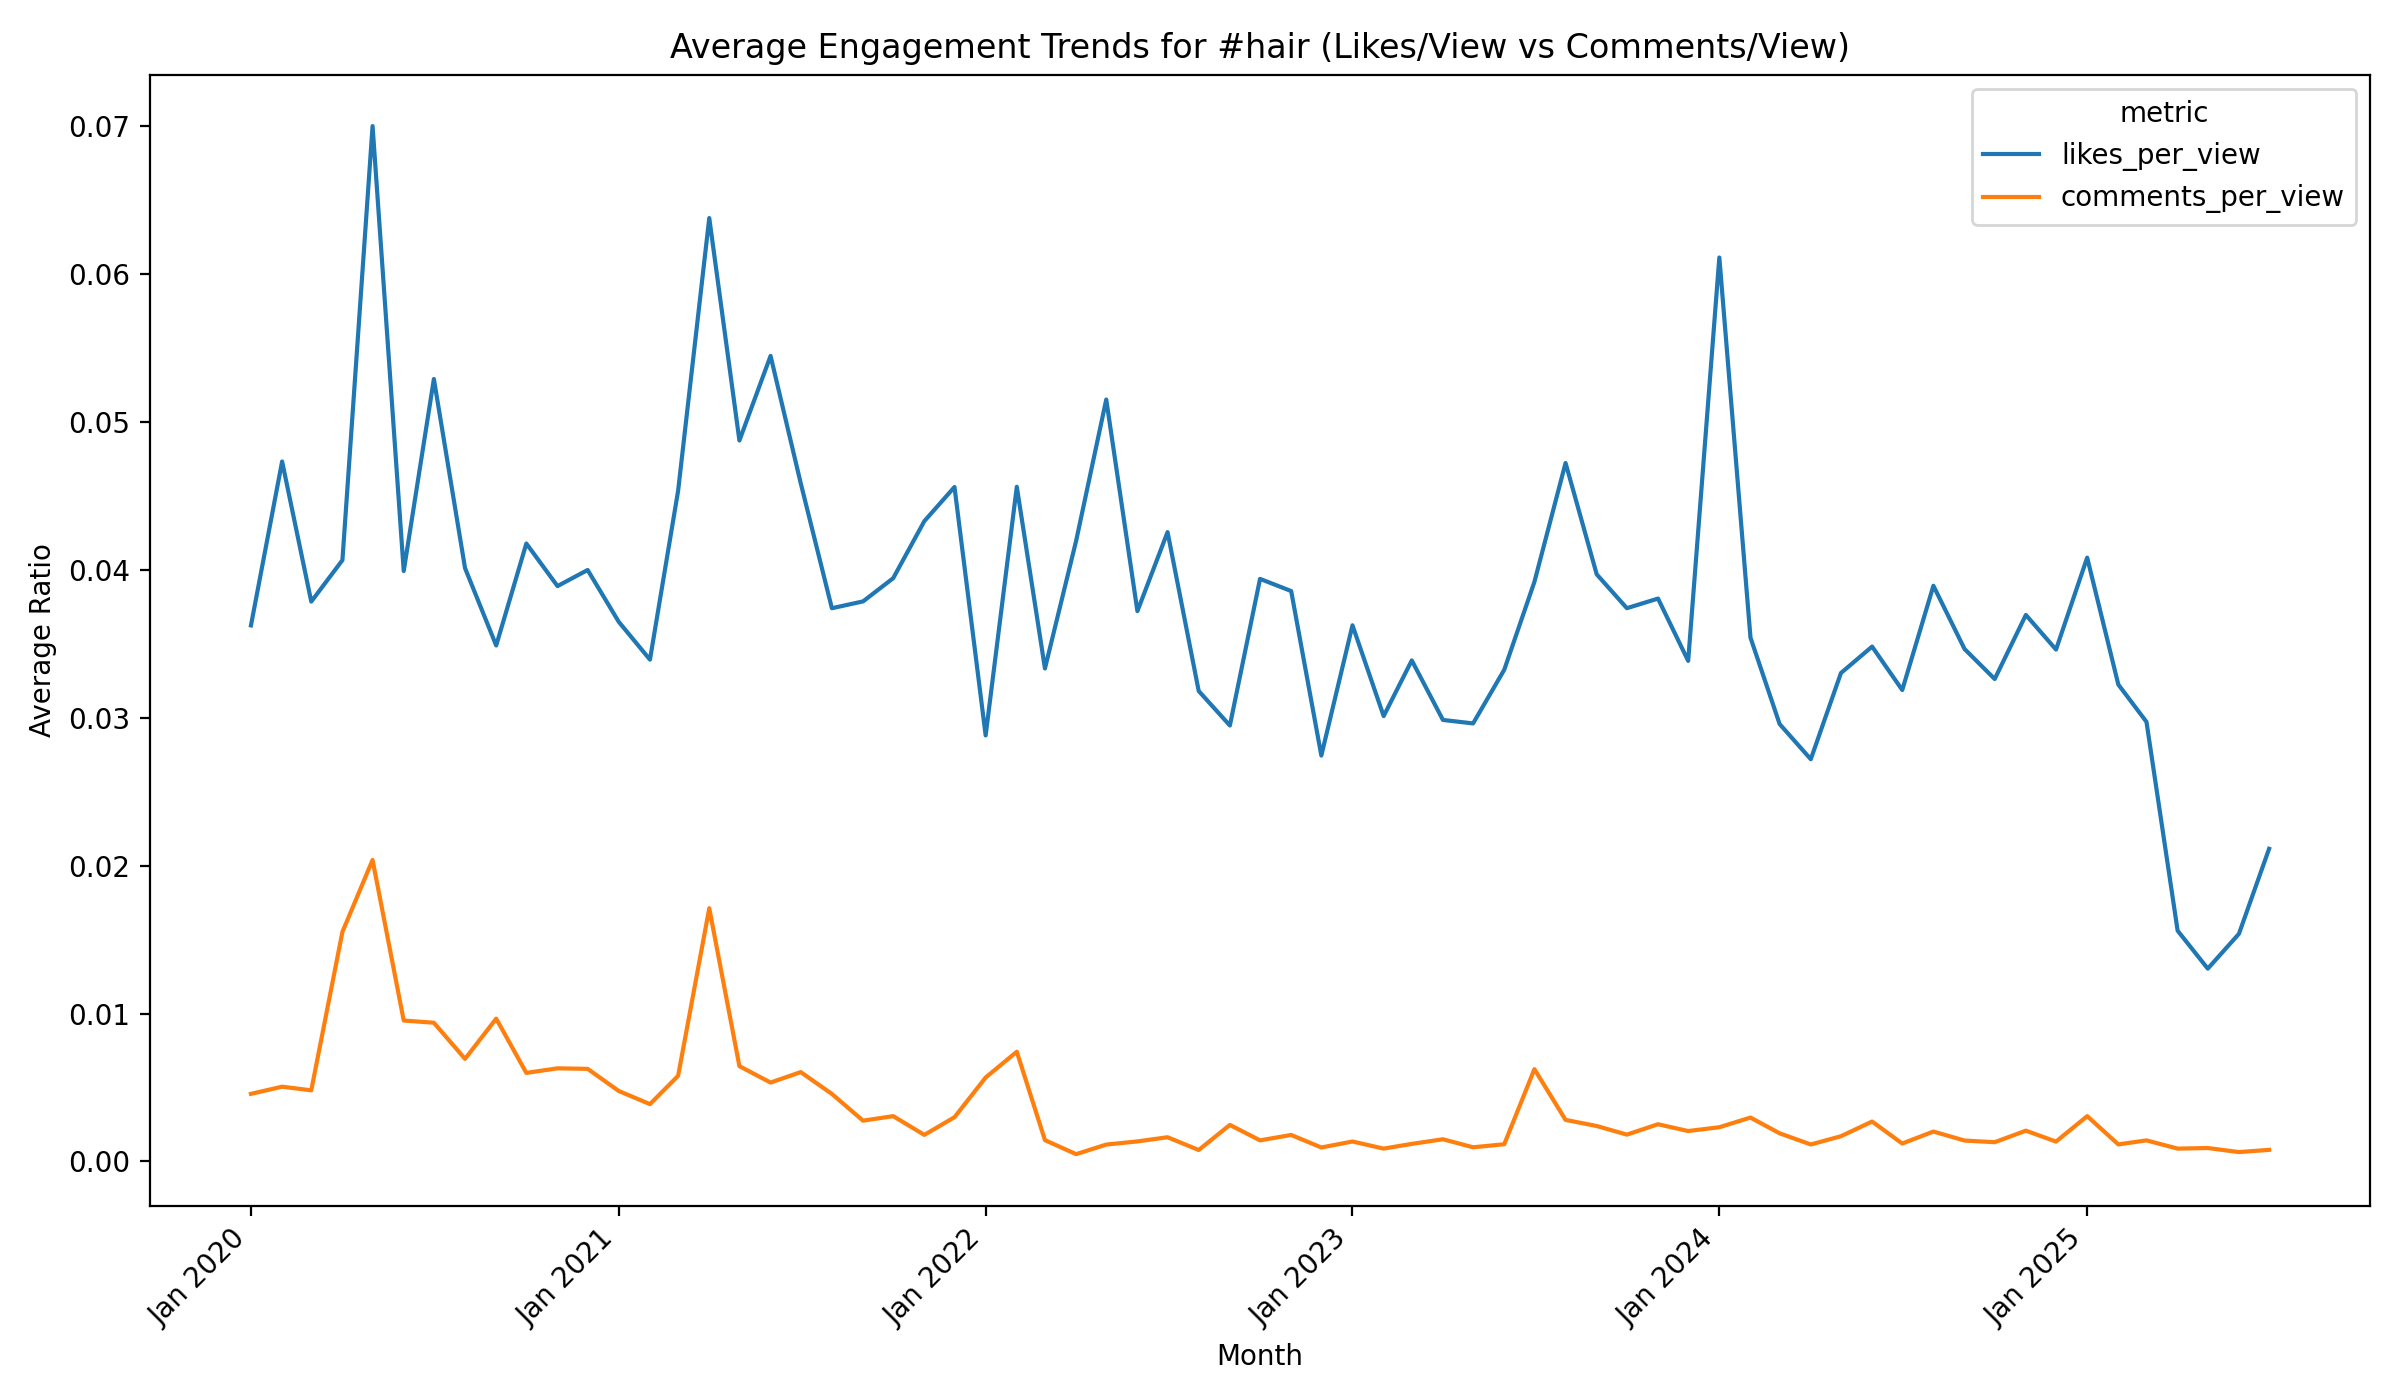 Average Engagement Trends for #hair (Likes/View vs Comments/View)
metric
likes_per_view
comments_per_view
0.07
0.06
0.05
0.04
0.03
0.02
0.01
0.00
Average Ratio
Jan 2020
Jan 2021
Jan 2022
Jan 2023
Jan 2024
Jan 2025
Month